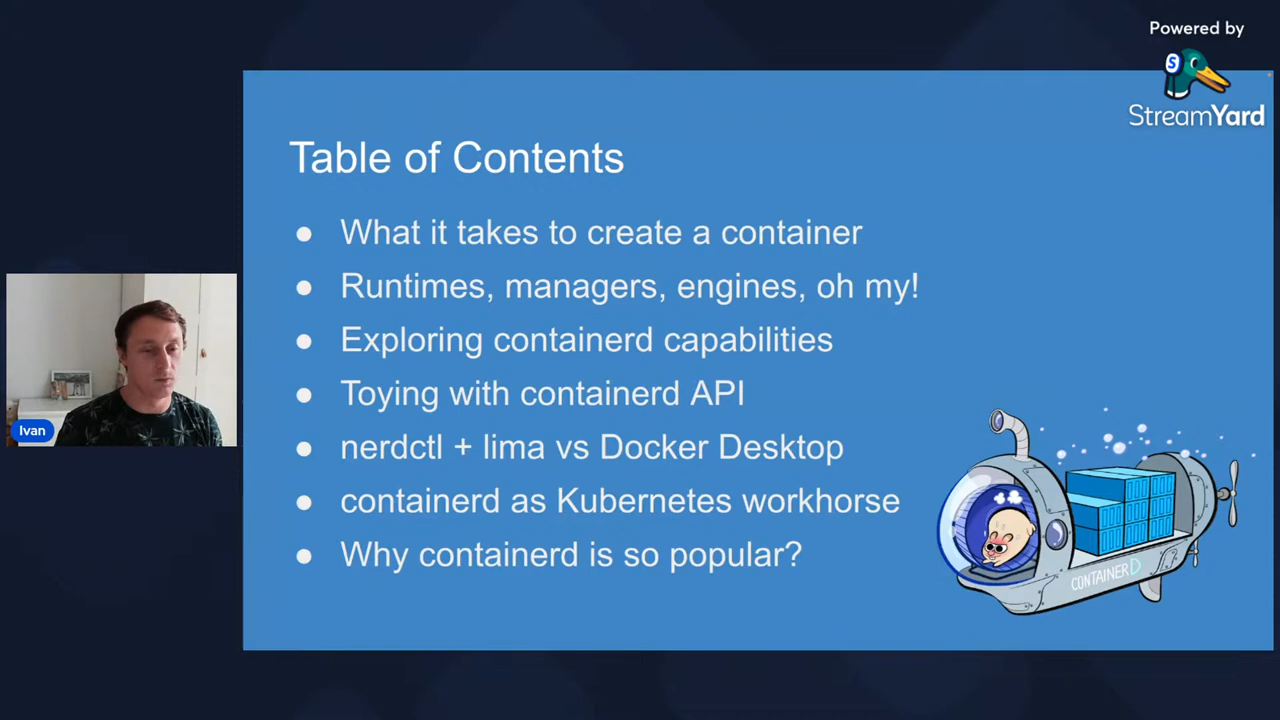 Powered by
S
StreamYard
Table of Contents
● What it takes to create a container
● Runtimes, managers, engines, oh my!
● Exploring containerd capabilities
● Toying with containerd API
● nerdctl + lima vs Docker Desktop
● containerd as Kubernetes workhorse
● Why containerd is so popular?
CONTAINERD
Ivan